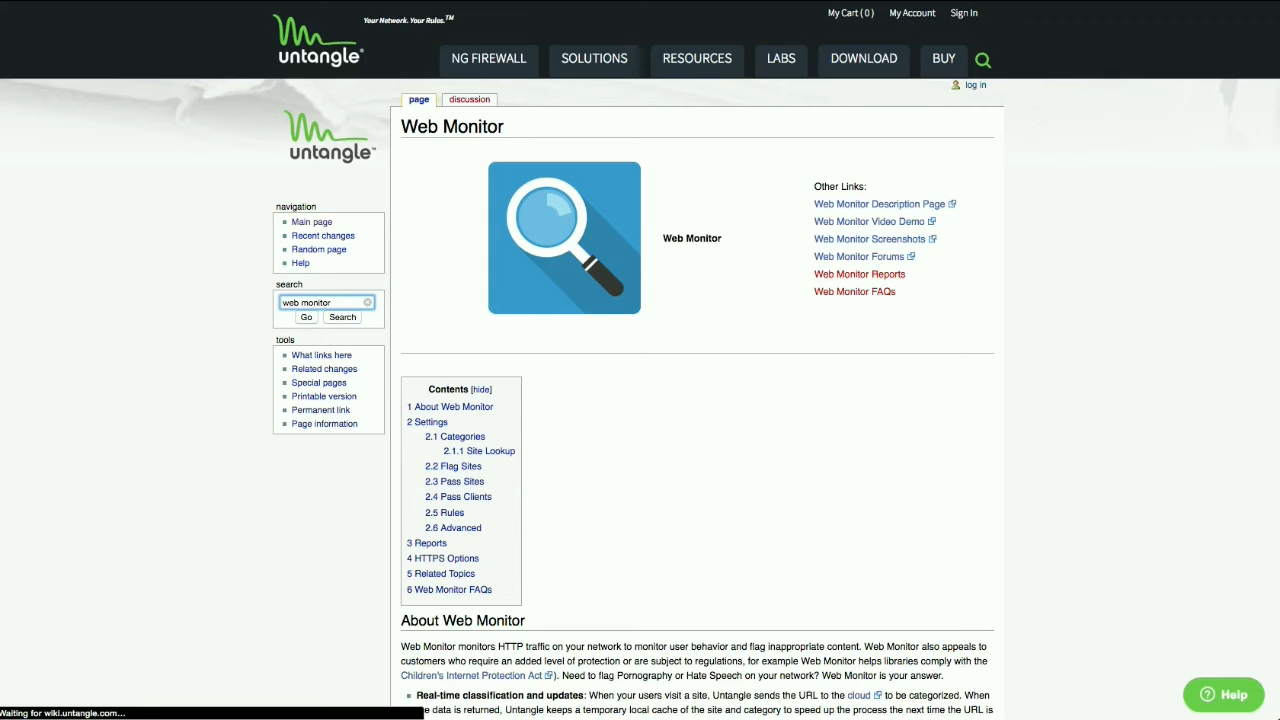 Your Network. Your Rules.™
My Cart ( 0 )
My Account
Sign In
untangle®
NG FIREWALL
SOLUTIONS
RESOURCES
LABS
DOWNLOAD
BUY
log in
page
discussion
untangle™
Web Monitor
Other Links:
Web Monitor Description Page
Web Monitor Video Demo
Web Monitor Screenshots
Web Monitor Forums
Web Monitor Reports
Web Monitor FAQs
Web Monitor
navigation
Main page
Recent changes
Random page
Help
search
web monitor
Go
Search
tools
What links here
Related changes
Special pages
Printable version
Permanent link
Page information
Contents [hide]
1 About Web Monitor
2 Settings
2.1 Categories
2.1.1 Site Lookup
2.2 Flag Sites
2.3 Pass Sites
2.4 Pass Clients
2.5 Rules
2.6 Advanced
3 Reports
4 HTTPS Options
5 Related Topics
6 Web Monitor FAQs
About Web Monitor
Web Monitor monitors HTTP traffic on your network to monitor user behavior and flag inappropriate content. Web Monitor also appeals to
customers who require an added level of protection or are subject to regulations, for example Web Monitor helps libraries comply with the
Children's Internet Protection Act). Need to flag Pornography or Hate Speech on your network? Web Monitor is your answer.
Real-time classification and updates: When your users visit a site, Untangle sends the URL to the cloud to be categorized. When
e data is returned, Untangle keeps a temporary local cache of the site and category to speed up the process the next time the URL is
Help
Waiting for wiki.untangle.com...